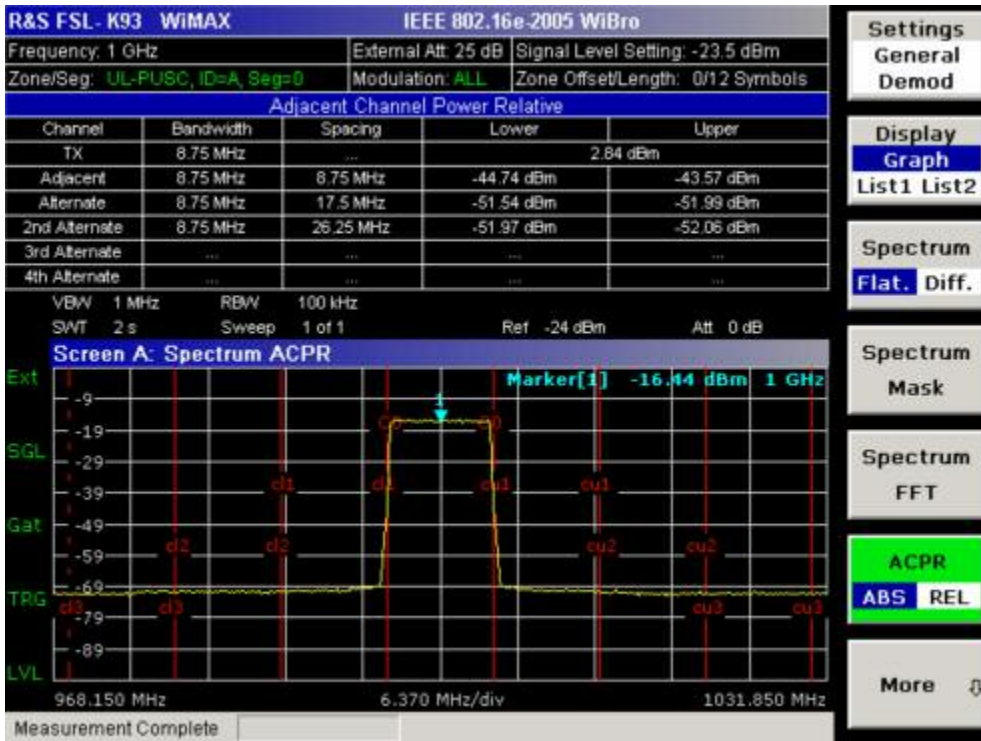 R&S FSL-K93 WiMAX IEEE 802.16e-2005 WiBro
Frequency: 1 GHz External Att: 25 dB Signal Level Setting: -23.5 dBm
Zone/Seg: UL-PUSC, ID=A, Seg=0 Modulation: ALL Zone Offset/Length: 0/12 Symbols
Adjacent Channel Power Relative
Channel Bandwidth Spacing Lower Upper
TX 8.75 MHz ... 2.84 dBm
Adjacent 8.75 MHz 8.75 MHz -44.74 dBm -43.57 dBm
Alternate 8.75 MHz 17.5 MHz -51.54 dBm -51.99 dBm
2nd Alternate 8.75 MHz 26.25 MHz -51.97 dBm -52.06 dBm
3rd Alternate ... ... ... ...
4th Alternate ... ... ... ...
VBW 1 MHz RBW 100 kHz
SWT 2 s Sweep 1 of 1 Ref -24 dBm Att 0 dB
Screen A: Spectrum ACPR
Ext
Marker[1] -16.44 dBm 1 GHz
-9
1
-19
C0 C0
SGL
-29
cl1 cl1 cu1 cu1
-39
Gat
-49
cl2 cl2 cu2 cu2
-59
-69
TRG
cl3 cl3 cu3 cu3
-79
-89
LVL
968.150 MHz 6.370 MHz/div 1031.850 MHz
Measurement Complete
Settings
General
Demod
Display
Graph
List1 List2
Spectrum
Flat. Diff.
Spectrum
Mask
Spectrum
FFT
ACPR
ABS REL
More ⇩